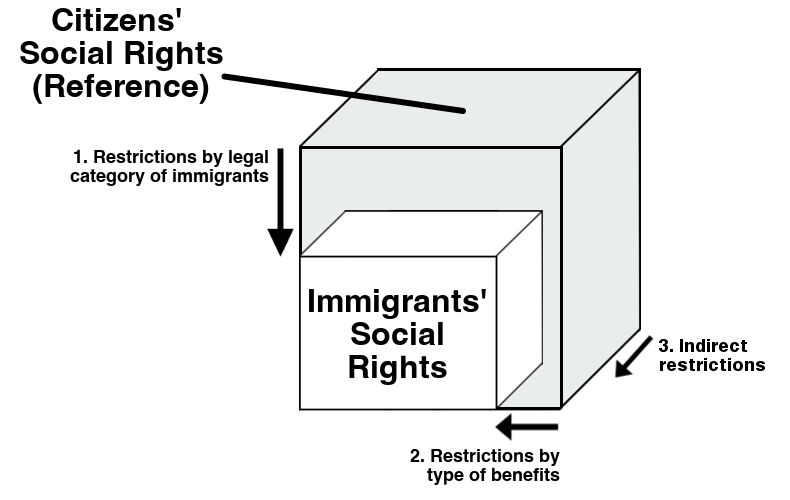 Citizens'
Social Rights
(Reference)
1. Restrictions by legal
category of immigrants
Immigrants'
Social
Rights
3. Indirect
restrictions
2. Restrictions by
type of benefits